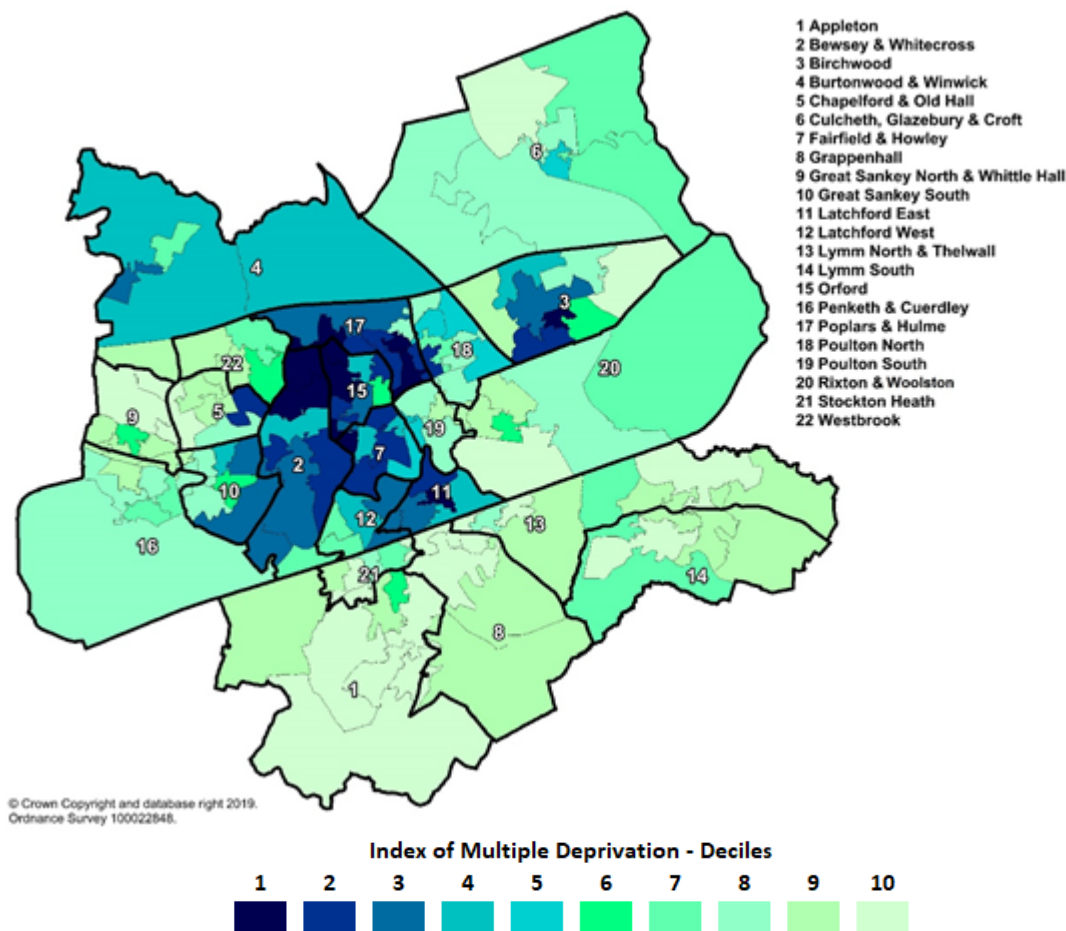 1 Appleton
2 Bewsey & Whitecross
3 Birchwood
4 Burtonwood & Winwick
5 Chapelford & Old Hall
6 Culcheth, Glazebury & Croft
7 Fairfield & Howley
8 Grappenhall
9 Great Sankey North & Whittle Hall
10 Great Sankey South
11 Latchford East
12 Latchford West
13 Lymm North & Thelwall
14 Lymm South
15 Orford
16 Penketh & Cuerdley
17 Poplars & Hulme
18 Poulton North
19 Poulton South
20 Rixton & Woolston
21 Stockton Heath
22 Westbrook
6
4
3
17
18
22
20
15
5
9
19
2
7
10
11
12
13
16
21
14
8
1
© Crown Copyright and database right 2019.
Ordnance Survey 100022848.
Index of Multiple Deprivation - Deciles
1 2 3 4 5 6 7 8 9 10